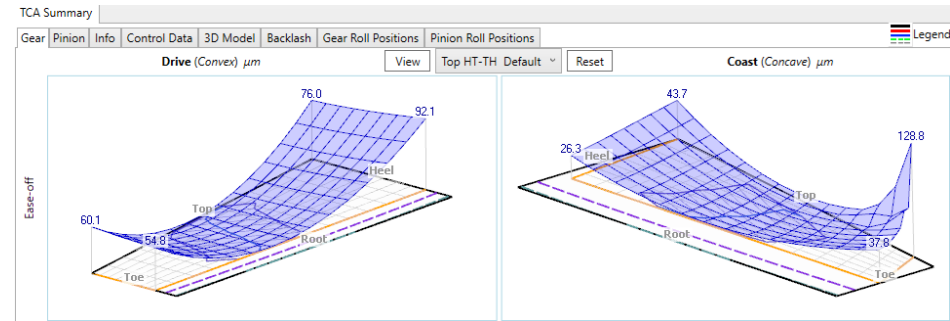 TCA Summary
Gear Pinion Info Control Data 3D Model Backlash Gear Roll Positions Pinion Roll Positions Legend
Drive (Convex) μm View Top HT-TH Default Reset Coast (Concave) μm
Ease-off
76.0
92.1
Heel
60.1
Top
54.8
Root
Toe
43.7
128.8
26.3
Heel
Top
Root
37.8
Toe